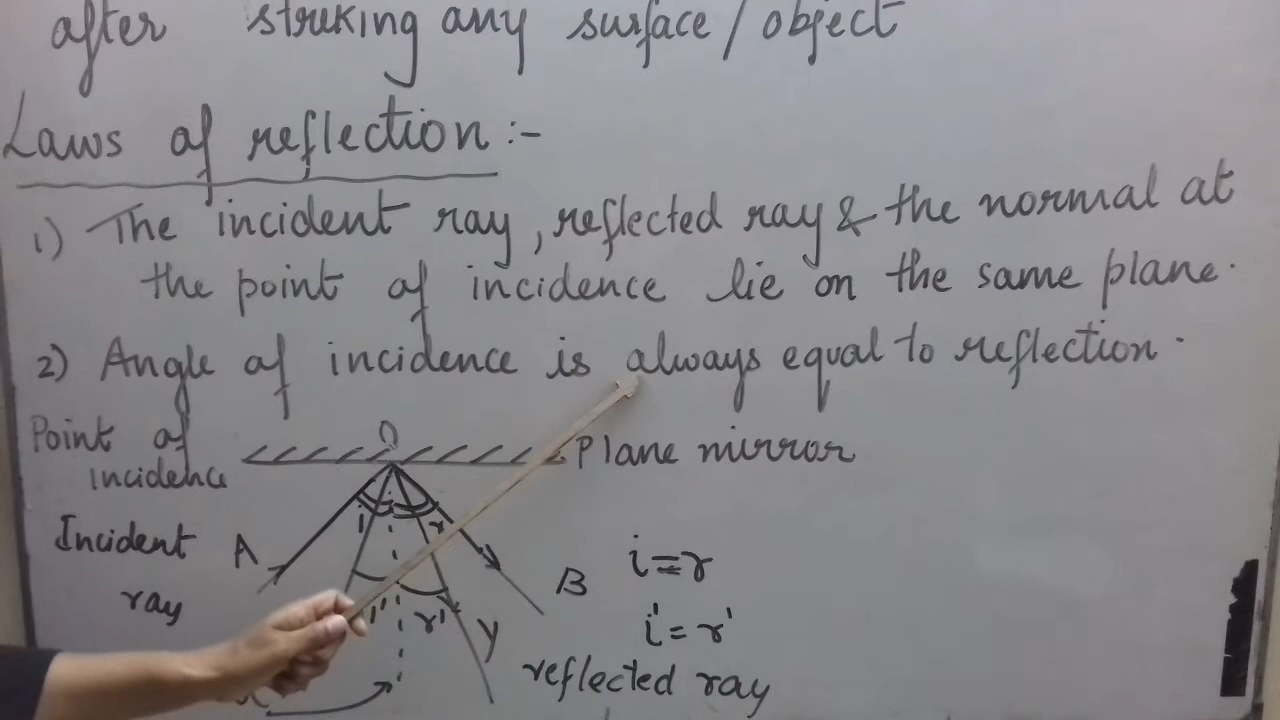 after striking any surface/object
Laws of reflection:-
1) The incident ray, reflected ray & the normal at
the point of incidence lie on the same plane.
2) Angle of incidence is always equal to reflection.
Point of
incidence
O
Plane mirror
i
r
Incident
ray
A
B
i=r
i'
r'
y
i'=r'
reflected ray